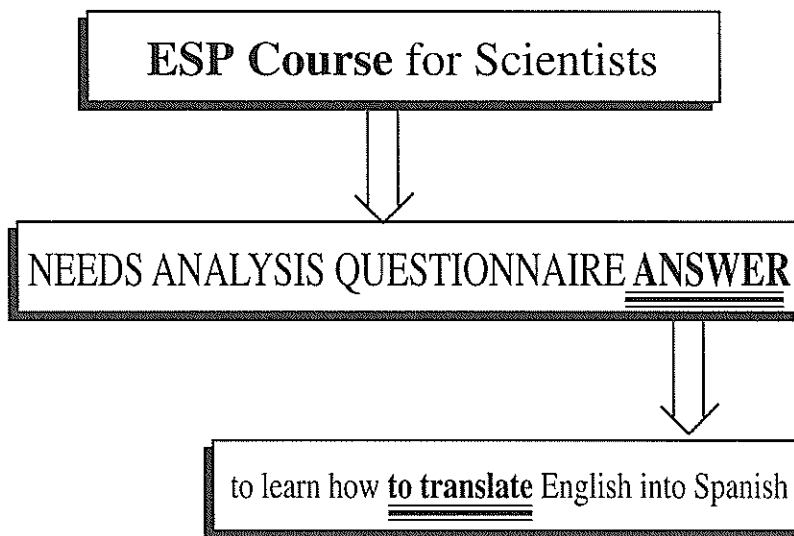 ESP Course for Scientists
NEEDS ANALYSIS QUESTIONNAIRE ANSWER
to learn how to translate English into Spanish